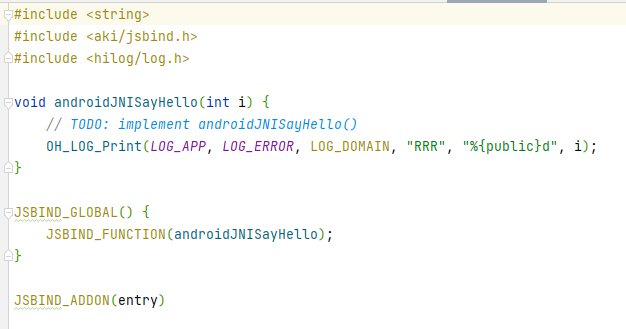 #include <string>
#include <aki/jsbind.h>
#include <hilog/log.h>
void androidJNISayHello(int i) {
// TODO: implement androidJNISayHello()
OH_LOG_Print(LOG_APP, LOG_ERROR, LOG_DOMAIN, "RRR", "%{public}d", i);
}
JSBIND_GLOBAL() {
JSBIND_FUNCTION(androidJNISayHello);
}
JSBIND_ADDON(entry)